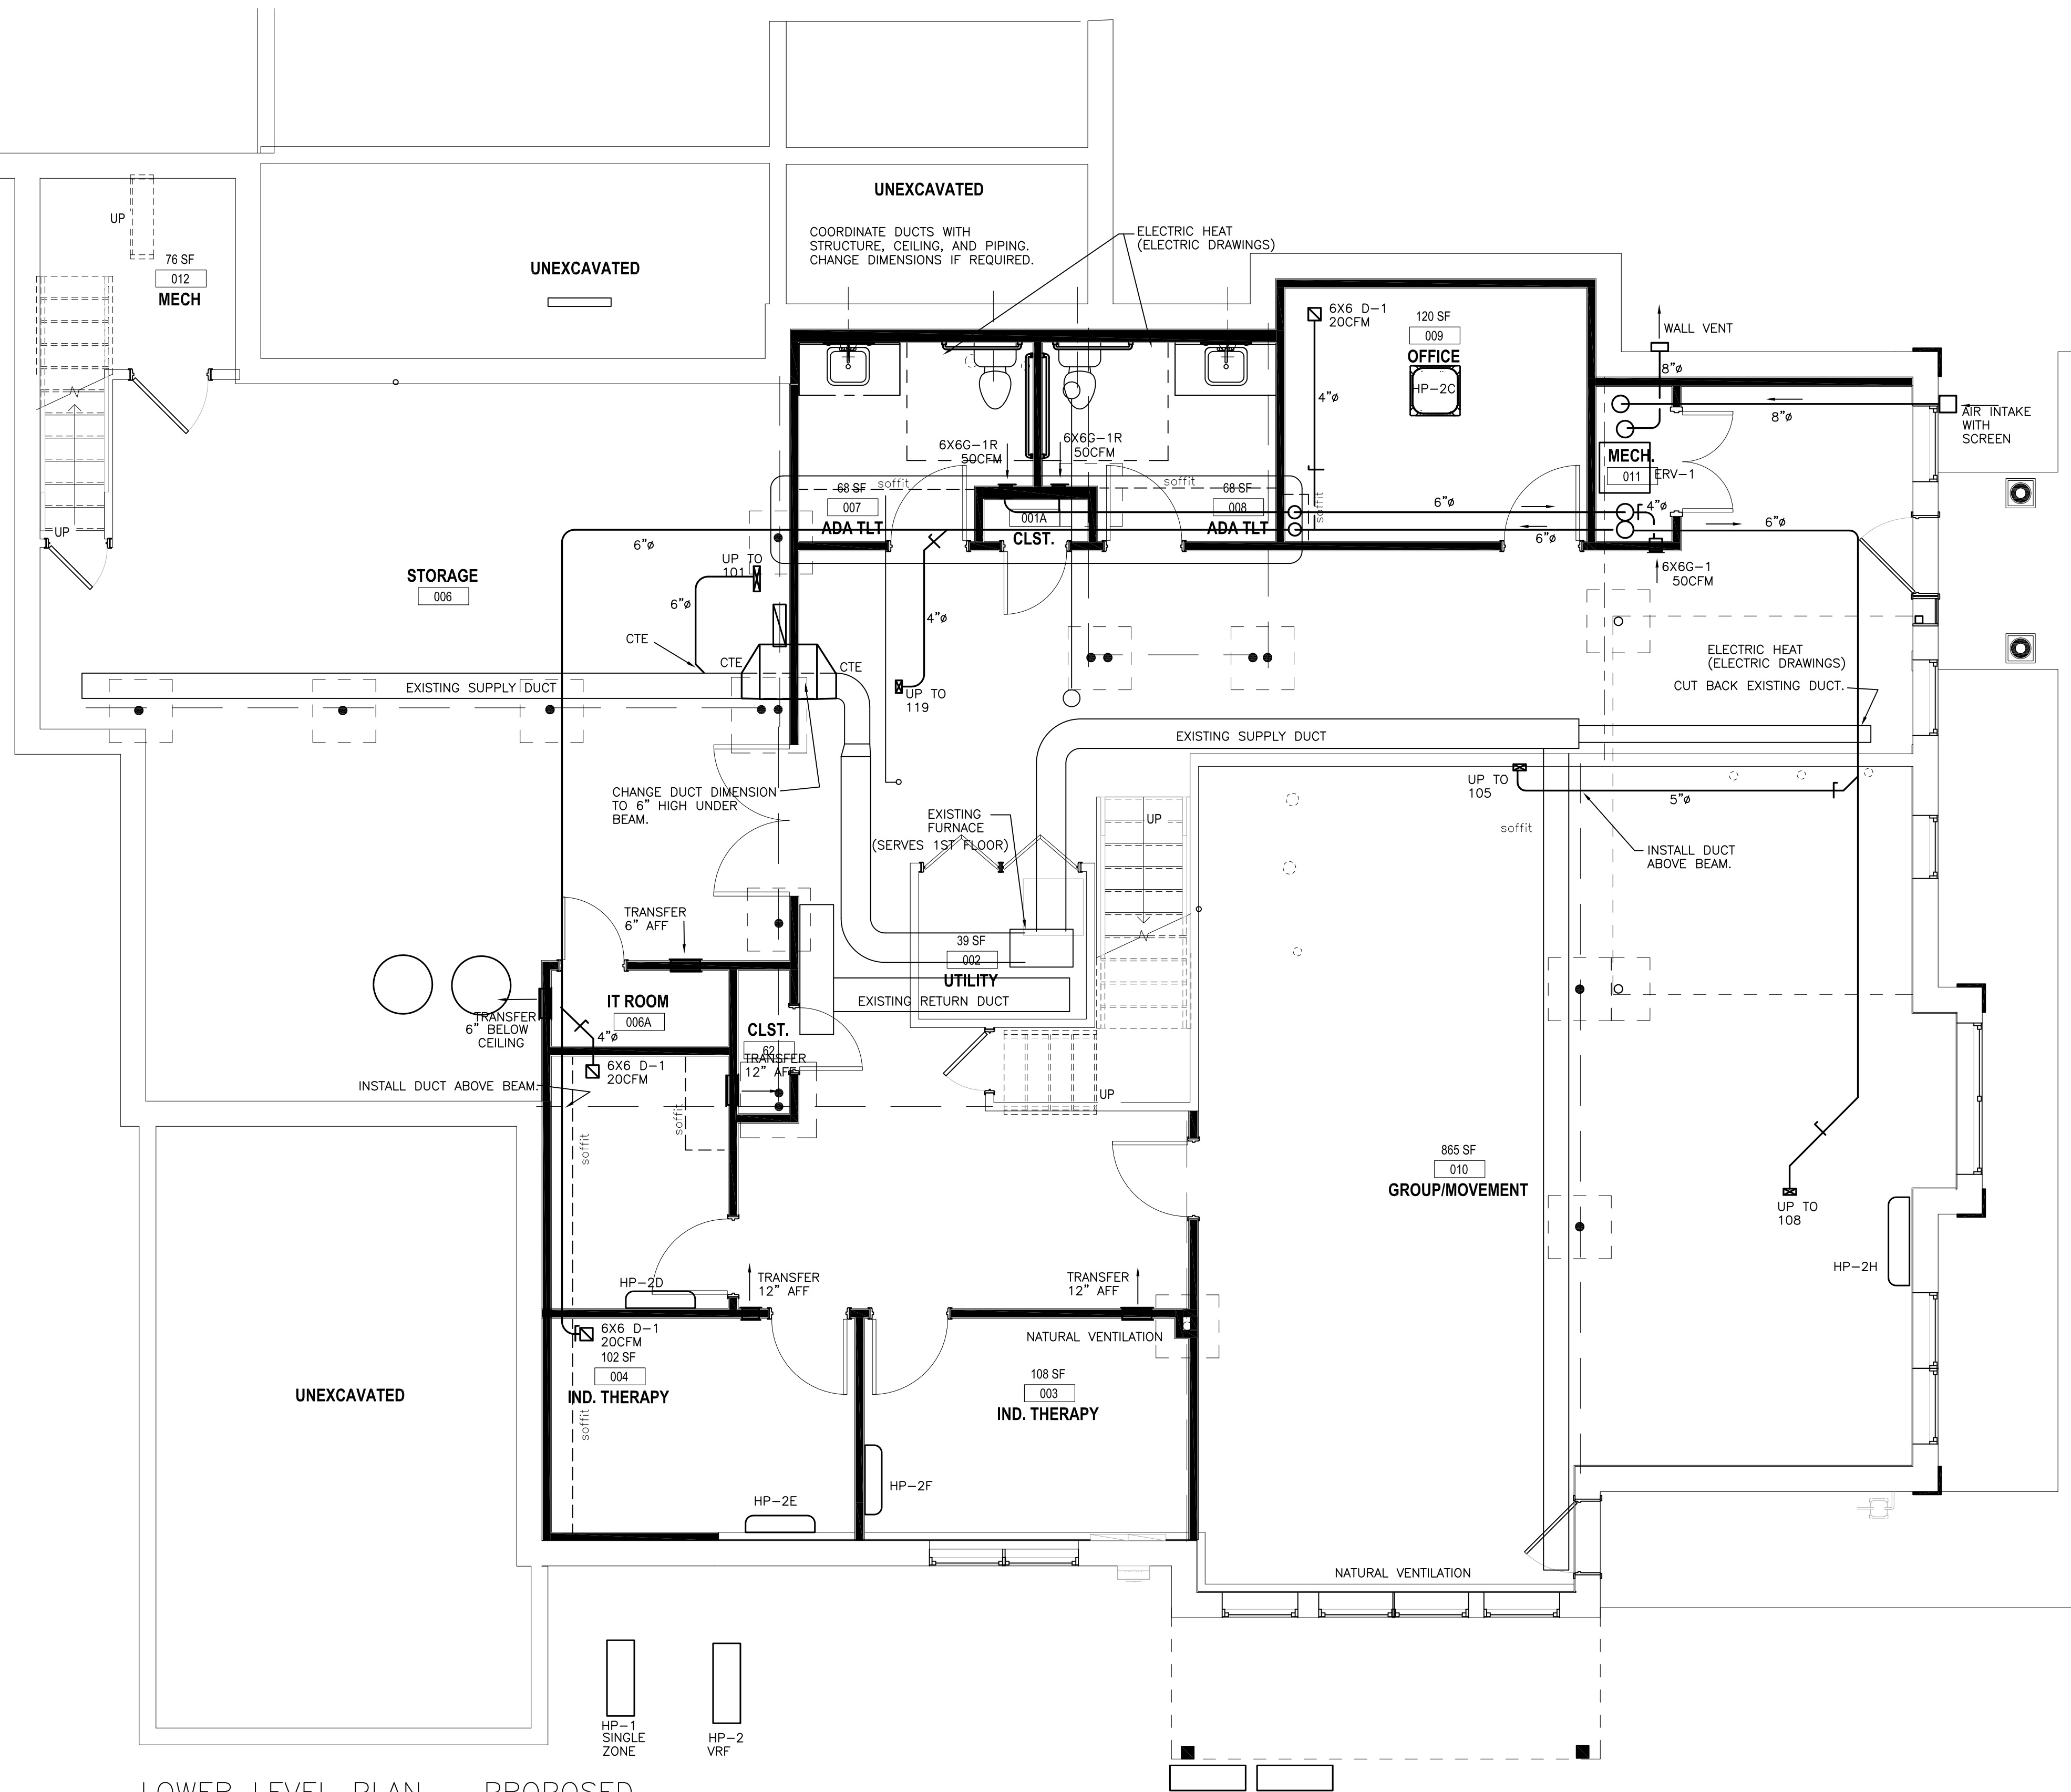 UNEXCAVATED
COORDINATE DUCTS WITH
STRUCTURE, CEILING, AND PIPING.
CHANGE DIMENSIONS IF REQUIRED.
ELECTRIC HEAT
(ELECTRIC DRAWINGS)
UP
76 SF
012
MECH
UNEXCAVATED
6X6 D-1
20CFM
120 SF
009
OFFICE
HP-2C
WALL VENT
8"ø
4"ø
8"ø
AIR INTAKE
WITH
SCREEN
6X6G-1R
50CFM
6X6G-1R
50CFM
MECH.
011
ERV-1
soffit
soffit
soffit
68 SF
007
ADA TLT
001A
CLST.
68 SF
008
ADA TLT
6"ø
4"ø
6"ø
6"ø
6"ø
UP
UP TO
101
6X6G-1
50CFM
STORAGE
006
6"ø
4"ø
CTE
CTE
CTE
ELECTRIC HEAT
(ELECTRIC DRAWINGS)
CUT BACK EXISTING DUCT.
EXISTING SUPPLY DUCT
UP TO
119
EXISTING SUPPLY DUCT
UP TO
105
5"ø
CHANGE DUCT DIMENSION
TO 6" HIGH UNDER
BEAM.
EXISTING
FURNACE
(SERVES 1ST FLOOR)
UP
soffit
INSTALL DUCT
ABOVE BEAM.
TRANSFER
6" AFF
39 SF
002
UTILITY
EXISTING RETURN DUCT
IT ROOM
006A
TRANSFER
6" BELOW
CEILING
4"ø
CLST.
62
TRANSFER
12" AFF
6X6 D-1
20CFM
INSTALL DUCT ABOVE BEAM.
UP
soffit
soffit
865 SF
010
GROUP/MOVEMENT
UP TO
108
HP-2H
HP-2D
TRANSFER
12" AFF
TRANSFER
12" AFF
6X6 D-1
20CFM
102 SF
004
IND. THERAPY
NATURAL VENTILATION
108 SF
003
IND. THERAPY
UNEXCAVATED
soffit
HP-2F
HP-2E
NATURAL VENTILATION
HP-1
SINGLE
ZONE
HP-2
VRF
LOWER LEVEL PLAN PROPOSED